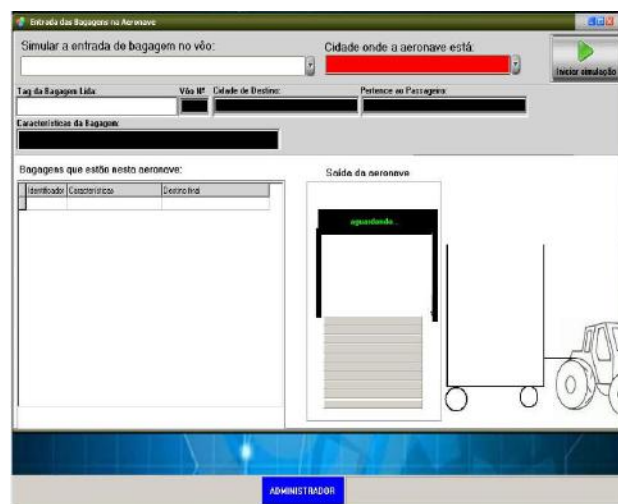 Entrada das Bagagens na Aeronave
Simular a entrada de bagagem no vôo:
Cidade onde a aeronave está:
Iniciar simulação
Tag da Bagagem Lida:
Vôo Nº
Cidade de Destino:
Pertence ao Passageiro:
Características da Bagagem:
Bagagens que estão nesta aeronave:
Saída da aeronave
Identificador Características Destino final
aguardando...
ADMINISTRADOR